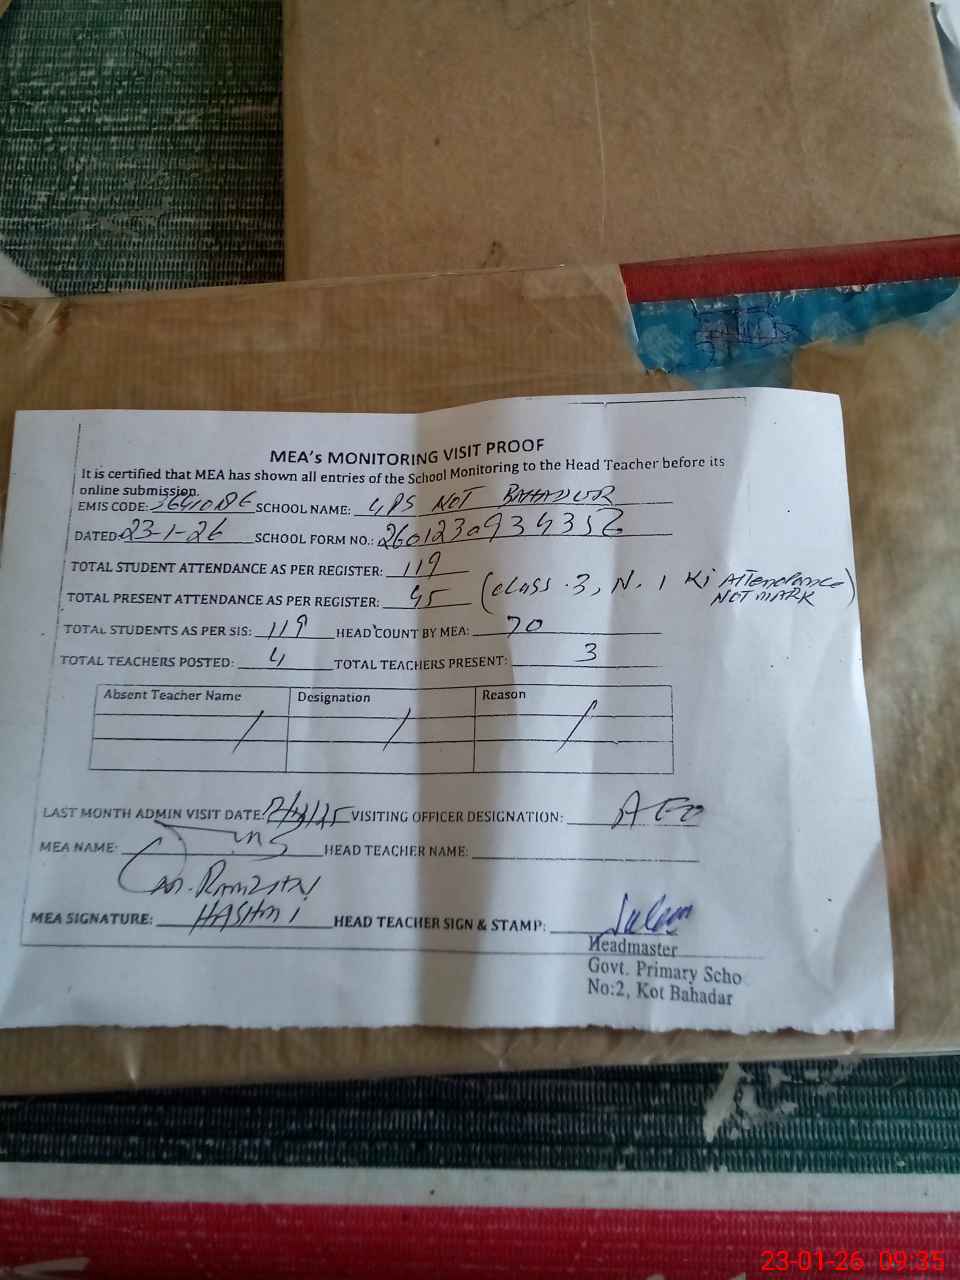 MEA's MONITORING VISIT PROOF
It is certified that MEA has shown all entries of the School Monitoring to the Head Teacher before its
online submission.
EMIS CODE: SCHOOL NAME: GPS KOT BAHADUR
DATED: 23-1-26 SCHOOL FORM NO.:
TOTAL STUDENT ATTENDANCE AS PER REGISTER: 119
TOTAL PRESENT ATTENDANCE AS PER REGISTER: 45 (class .3, N. 1 Ki Attendance
NOT MARK)
TOTAL STUDENTS AS PER SIS: 119 HEAD COUNT BY MEA: 70
TOTAL TEACHERS POSTED: 4 TOTAL TEACHERS PRESENT: 3
Absent Teacher Name Designation Reason
LAST MONTH ADMIN VISIT DATE: VISITING OFFICER DESIGNATION: AEO
MEA NAME: HEAD TEACHER NAME:
M. RAMZAN
MEA SIGNATURE: HASHMI HEAD TEACHER SIGN & STAMP:
Headmaster
Govt. Primary Scho
No:2, Kot Bahadar
23-01-26 09:35